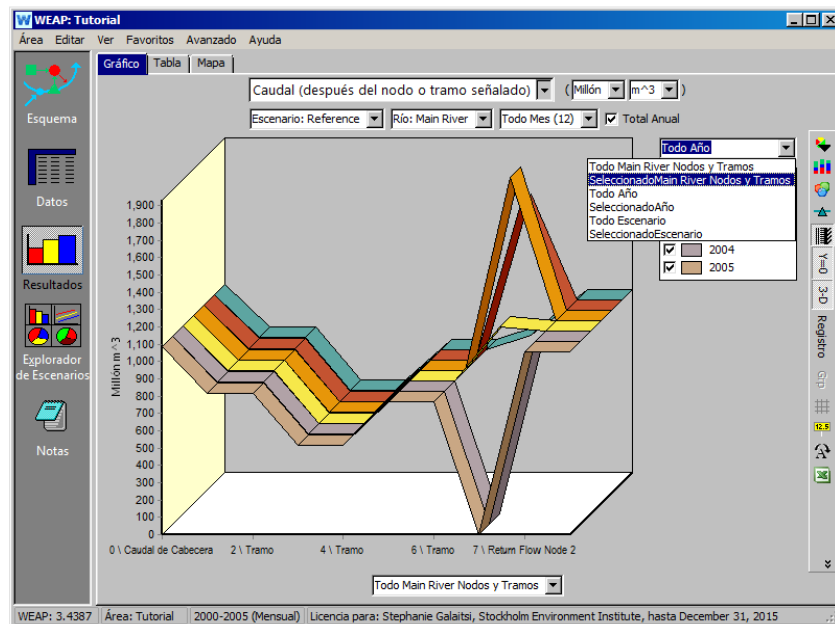 WEAP: Tutorial
Área Editar Ver Favoritos Avanzado Ayuda
Esquema
Datos
Resultados
Explorador
de Escenarios
Notas
Gráfico Tabla Mapa
Caudal (después del nodo o tramo señalado) ( Millón m^3 )
Escenario: Reference Río: Main River Todo Mes (12) Total Anual
Todo Año
Todo Main River Nodos y Tramos
SeleccionadoMain River Nodos y Tramos
Todo Año
SeleccionadoAño
Todo Escenario
SeleccionadoEscenario
2004
2005
Millón m^3
1,900
1,800
1,700
1,600
1,500
1,400
1,300
1,200
1,100
1,000
900
800
700
600
500
400
300
200
100
0
0 \ Caudal de Cabecera 2 \ Tramo 4 \ Tramo 6 \ Tramo 7 \ Return Flow Node 2
Todo Main River Nodos y Tramos
Y=0
3-D
Registro
Grp
12.5
A
WEAP: 3.4387 Área: Tutorial 2000-2005 (Mensual) Licencia para: Stephanie Galaitsi, Stockholm Environment Institute, hasta December 31, 2015